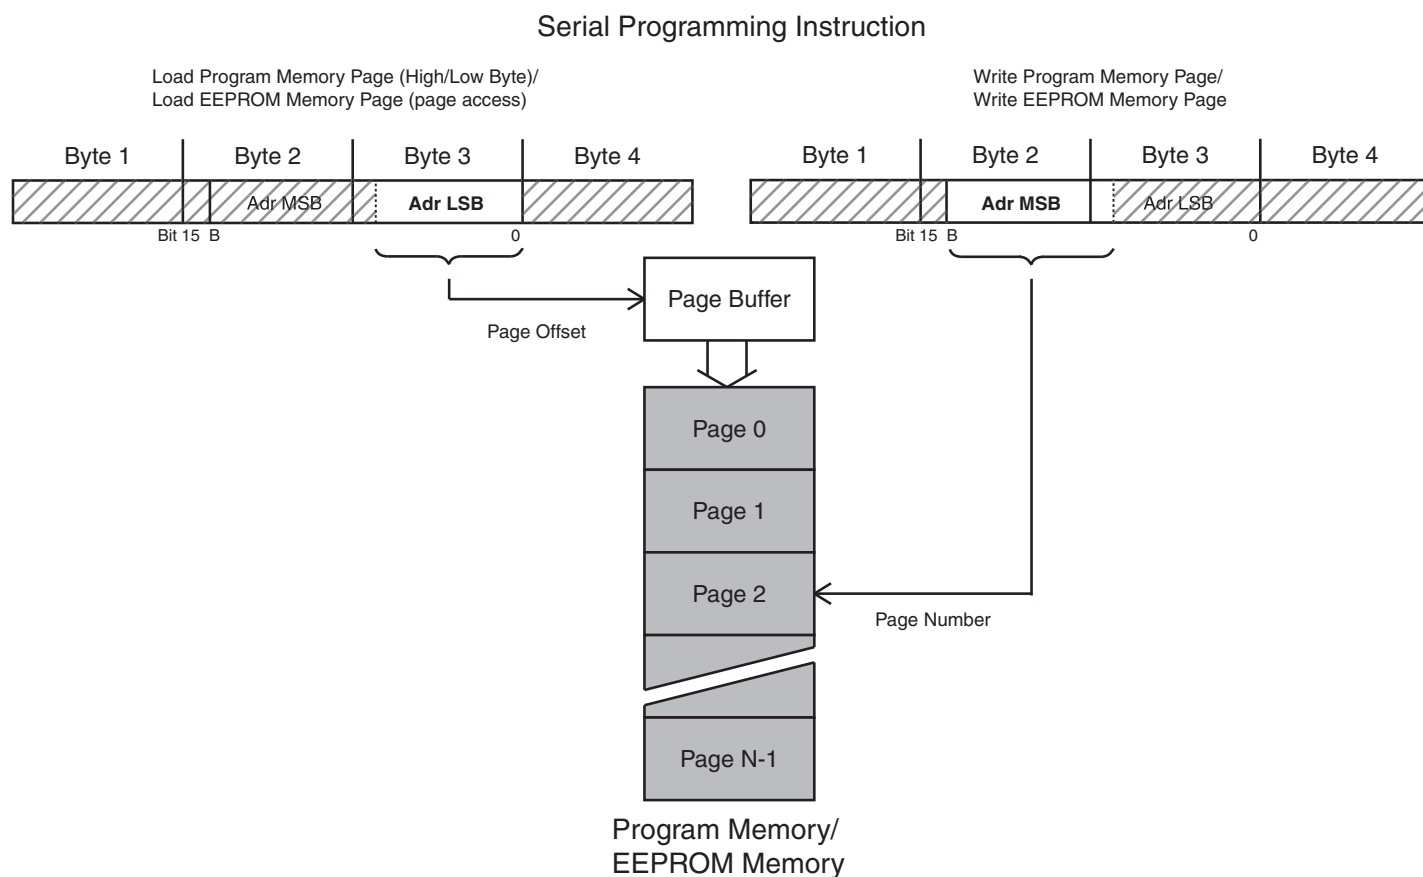 Serial Programming Instruction
Load Program Memory Page (High/Low Byte)/
Load EEPROM Memory Page (page access)
Byte 1
Byte 2
Byte 3
Byte 4
Adr MSB
Adr LSB
Bit 15 B
0
Write Program Memory Page/
Write EEPROM Memory Page
Byte 1
Byte 2
Byte 3
Byte 4
Adr MSB
Adr LSB
Bit 15 B
0
Page Offset
Page Buffer
Page 0
Page 1
Page 2
Page Number
Page N-1
Program Memory/
EEPROM Memory